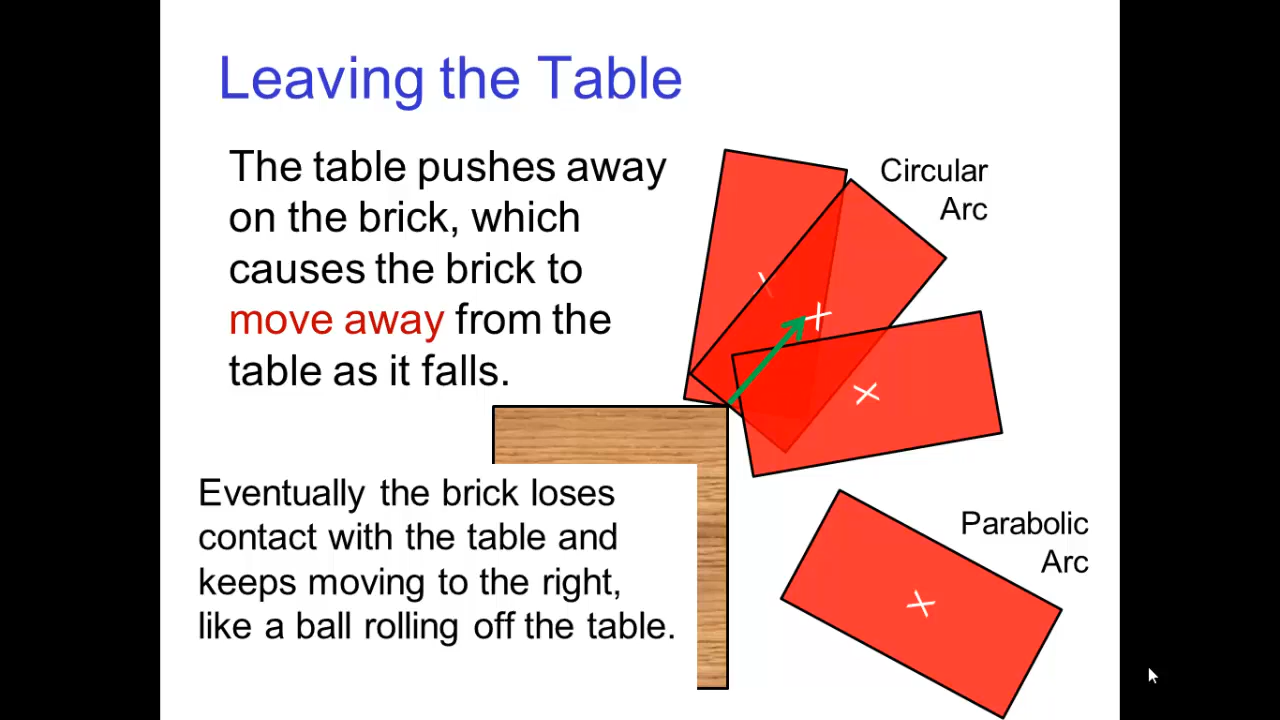 Leaving the Table
The table pushes away
on the brick, which
causes the brick to
move away from the
table as it falls.
Circular
Arc
Eventually the brick loses
contact with the table and
keeps moving to the right,
like a ball rolling off the table.
Parabolic
Arc